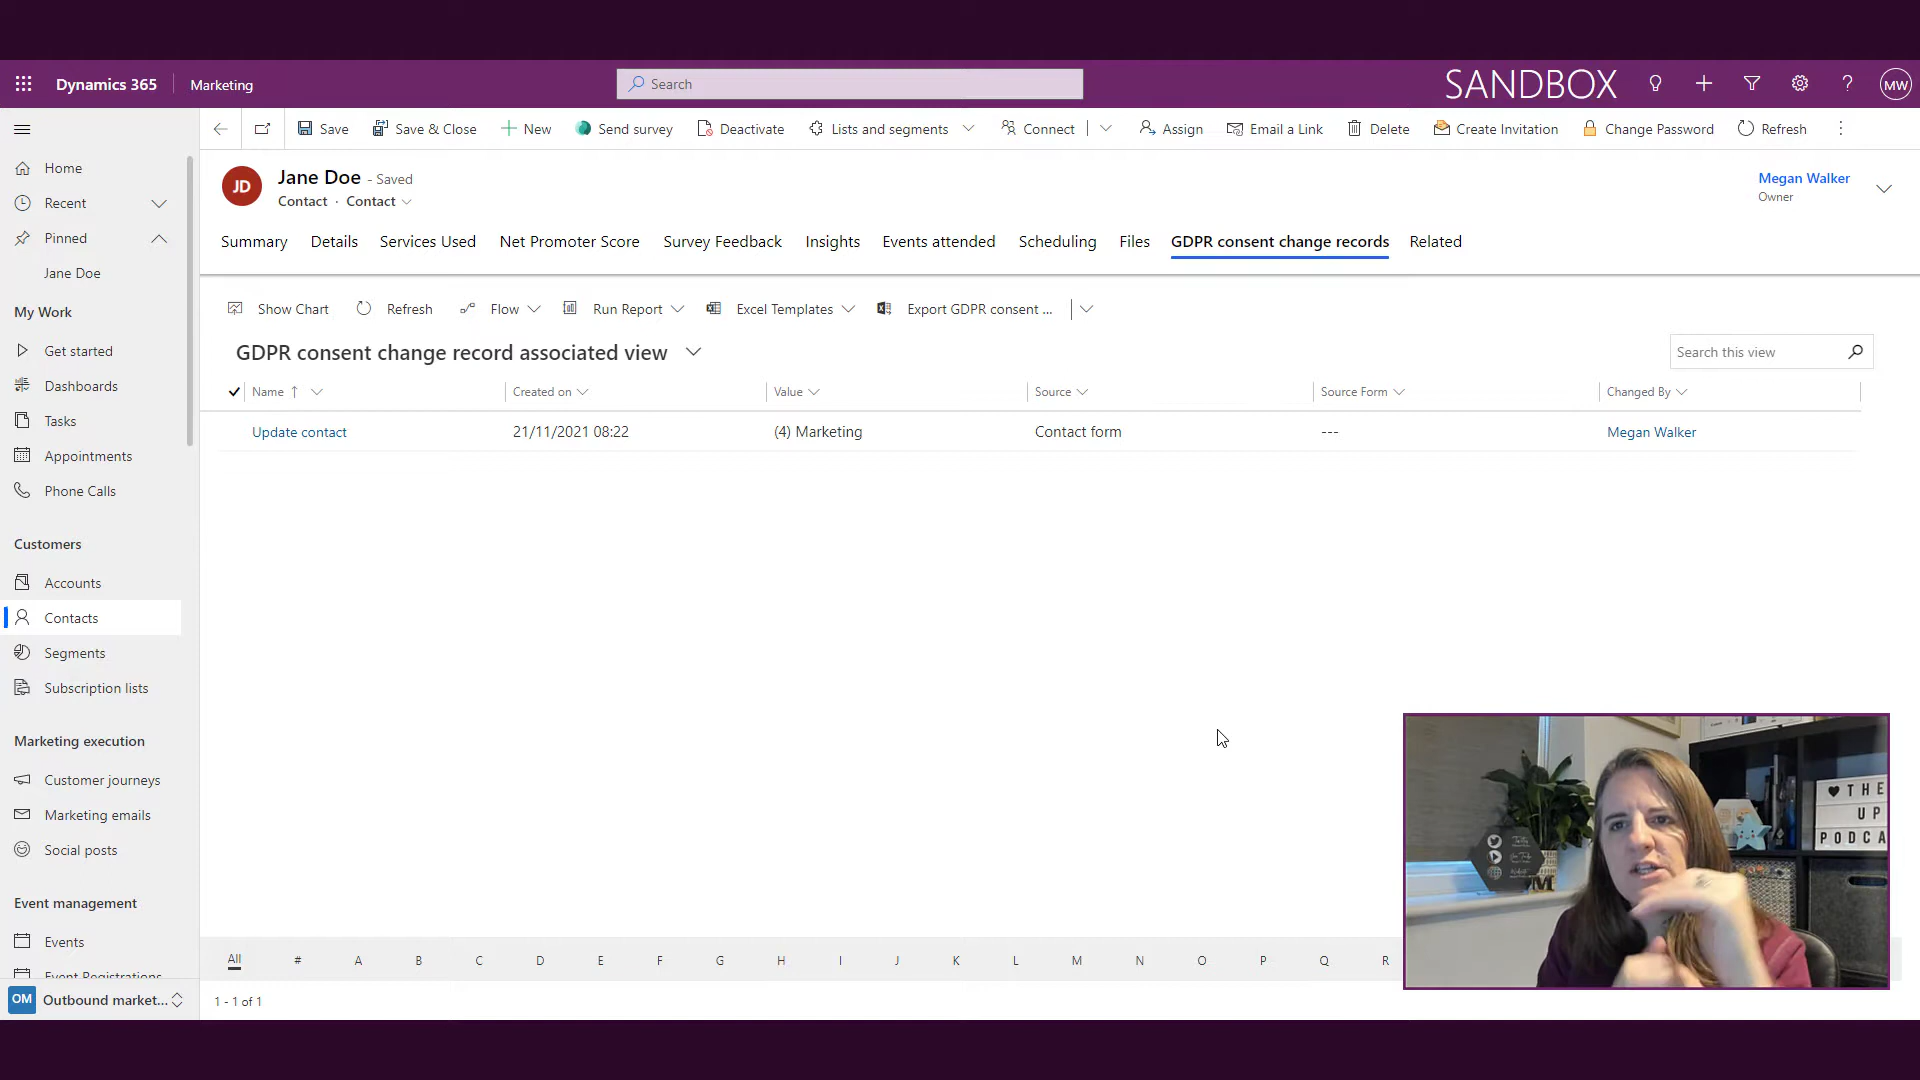 Dynamics 365 Marketing Search SANDBOX MW
Save Save & Close New Send survey Deactivate Lists and segments Connect Assign Email a Link Delete Create Invitation Change Password Refresh
JD Jane Doe - Saved
Contact · Contact
Megan Walker
Owner
Summary Details Services Used Net Promoter Score Survey Feedback Insights Events attended Scheduling Files GDPR consent change records Related
Show Chart Refresh Flow Run Report Excel Templates Export GDPR consent ...
GDPR consent change record associated view
Search this view
Name Created on Value Source Source Form Changed By
Update contact 21/11/2021 08:22 (4) Marketing Contact form --- Megan Walker
Home
Recent
Pinned
Jane Doe
My Work
Get started
Dashboards
Tasks
Appointments
Phone Calls
Customers
Accounts
Contacts
Segments
Subscription lists
Marketing execution
Customer journeys
Marketing emails
Social posts
Event management
Events
Event Registrations
OM Outbound market...
All # A B C D E F G H I J K L M N O P Q R
1 - 1 of 1
THE
UP
PODCA